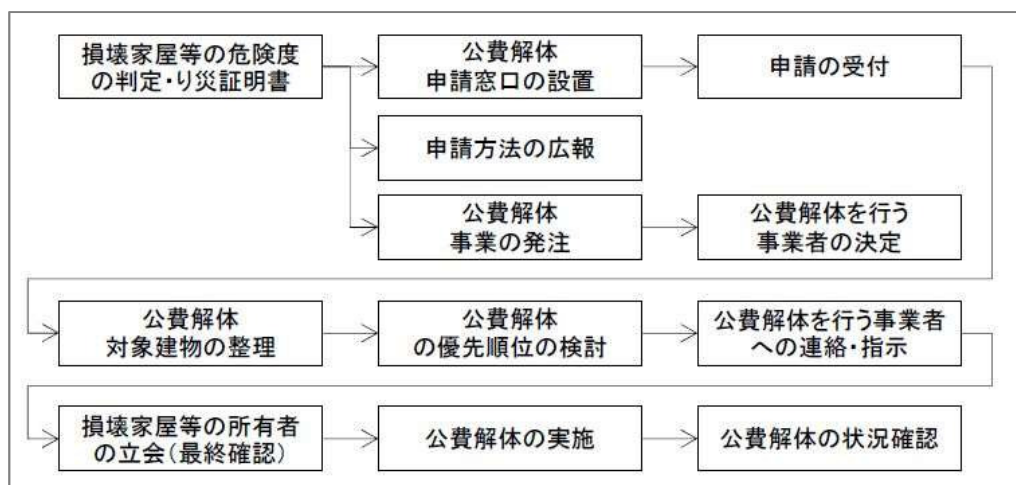 損壊家屋等の危険度
の判定・り災証明書
公費解体
申請窓口の設置
申請の受付
申請方法の広報
公費解体
事業の発注
公費解体を行う
事業者の決定
公費解体
対象建物の整理
公費解体
の優先順位の検討
公費解体を行う事業者
への連絡・指示
損壊家屋等の所有者
の立会(最終確認)
公費解体の実施
公費解体の状況確認